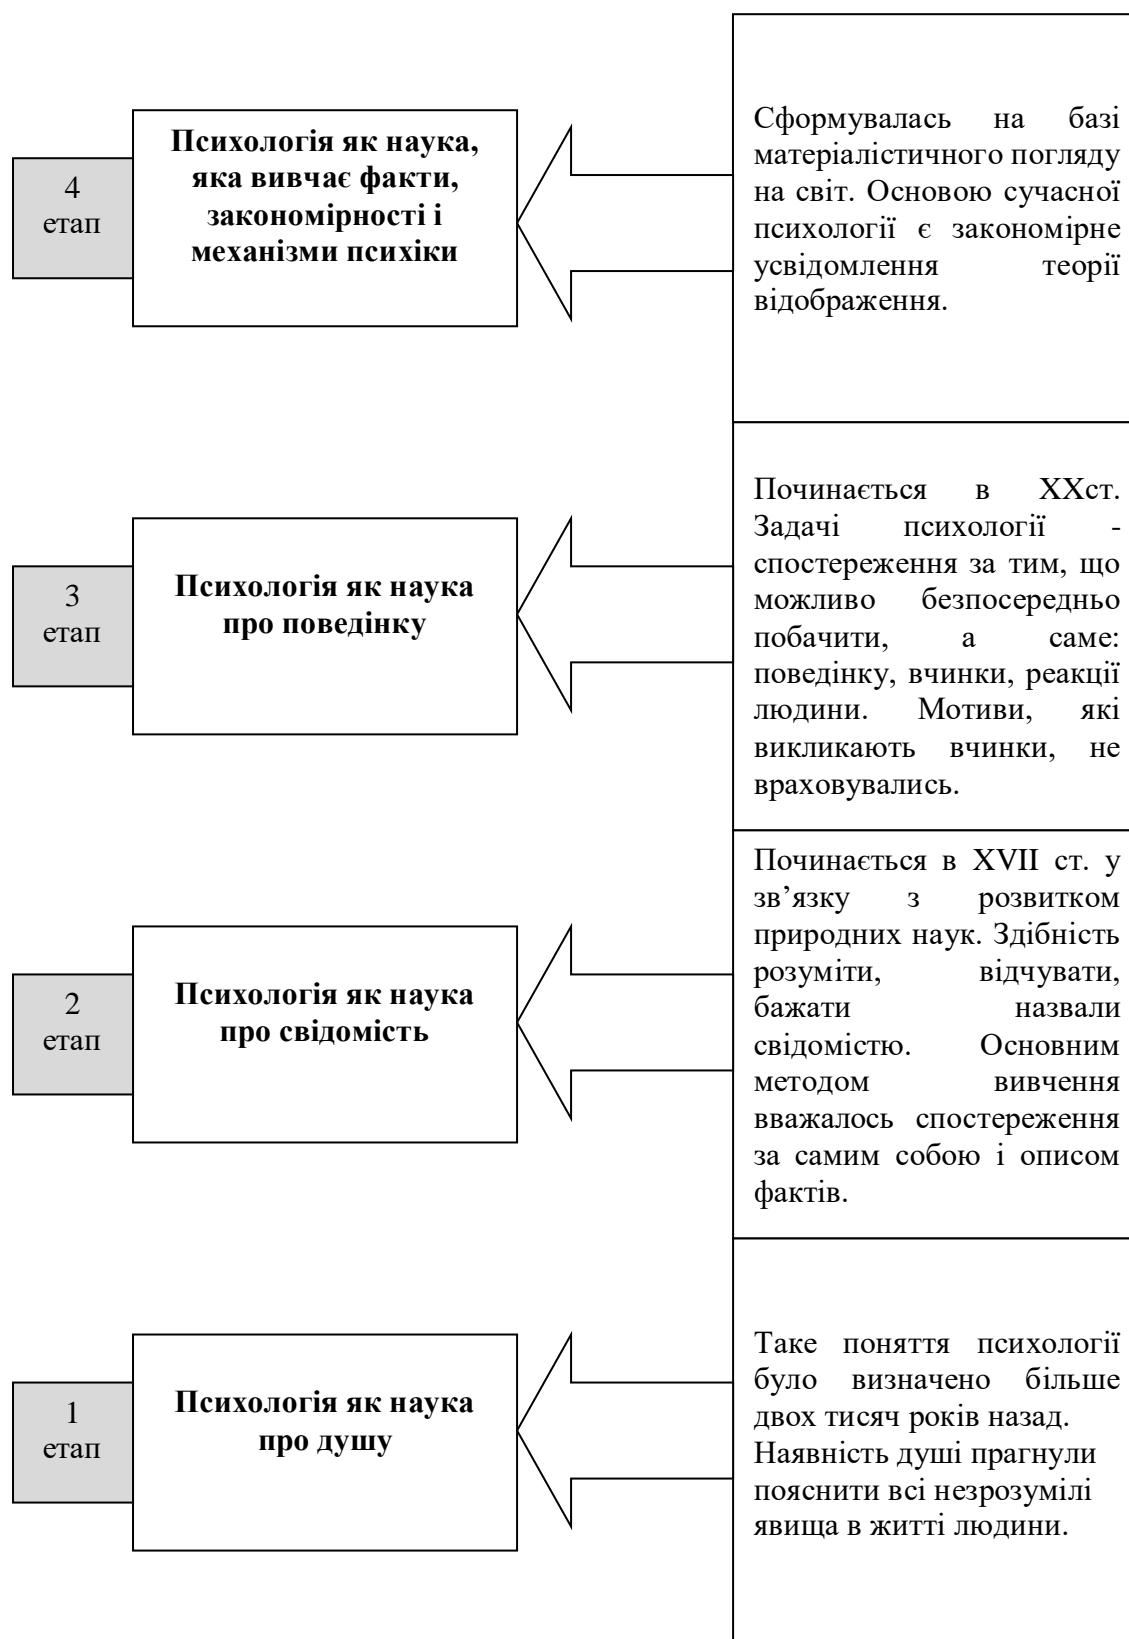 4
етап
Психологія як наука,
яка вивчає факти,
закономірності і
механізми психіки
Сформувалась на базі
матеріалістичного погляду
на світ. Основою сучасної
психології є закономірне
усвідомлення теорії
відображення.
3
етап
Психологія як наука
про поведінку
Починається в ХХст.
Задачі психології -
спостереження за тим, що
можливо безпосередньо
побачити, а саме:
поведінку, вчинки, реакції
людини. Мотиви, які
викликають вчинки, не
враховувались.
2
етап
Психологія як наука
про свідомість
Починається в XVII ст. у
зв’язку з розвитком
природних наук. Здібність
розуміти, відчувати,
бажати назвали
свідомістю. Основним
методом вивчення
вважалось спостереження
за самим собою і описом
фактів.
1
етап
Психологія як наука
про душу
Таке поняття психології
було визначено більше
двох тисяч років назад.
Наявність душі прагнули
пояснити всі незрозумілі
явища в житті людини.